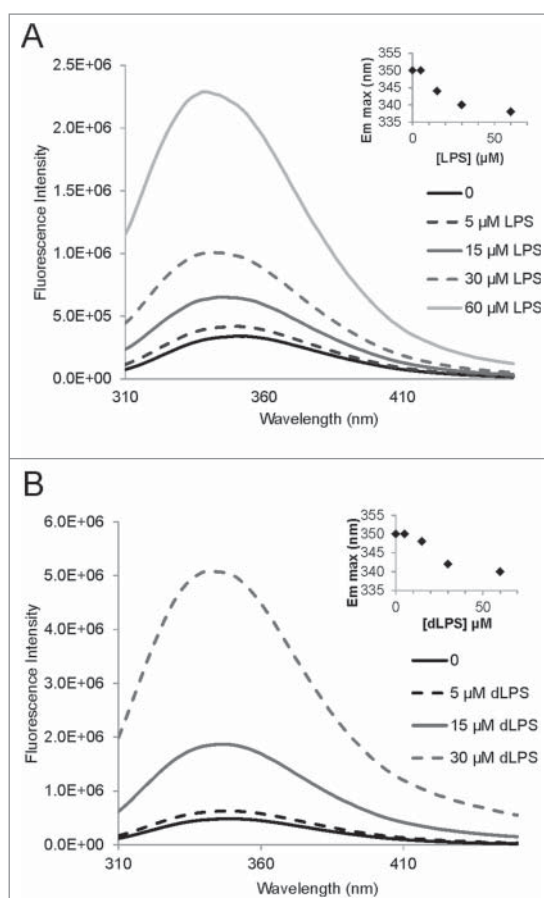 A
2.5E+06
2.0E+06
1.5E+06
1.0E+06
5.0E+05
0.0E+00
Fluorescence Intensity
310
360
410
Wavelength (nm)
355
350
345
340
335
Em max (nm)
0
50
[LPS] (µM)
0
5 µM LPS
15 µM LPS
30 µM LPS
60 µM LPS
B
6.0E+06
5.0E+06
4.0E+06
3.0E+06
2.0E+06
1.0E+06
0.0E+00
Fluorescence Intensity
310
360
410
Wavelength (nm)
355
350
345
340
335
Em max (nm)
0
50
[dLPS] µM
0
5 µM dLPS
15 µM dLPS
30 µM dLPS